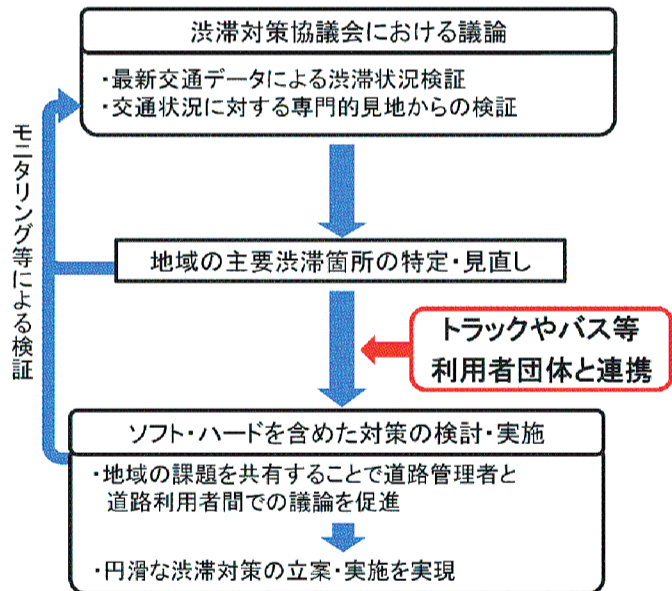 渋滞対策協議会における議論
・最新交通データによる渋滞状況検証
・交通状況に対する専門的見地からの検証
モニタリング等による検証
地域の主要渋滞箇所の特定・見直し
トラックやバス等
利用者団体と連携
ソフト・ハードを含めた対策の検討・実施
・地域の課題を共有することで道路管理者と
道路利用者間での議論を促進
・円滑な渋滞対策の立案・実施を実現